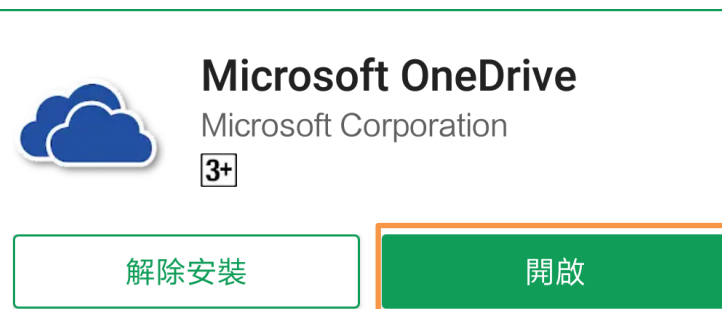 Microsoft OneDrive
Microsoft Corporation
3+
解除安裝
開啟